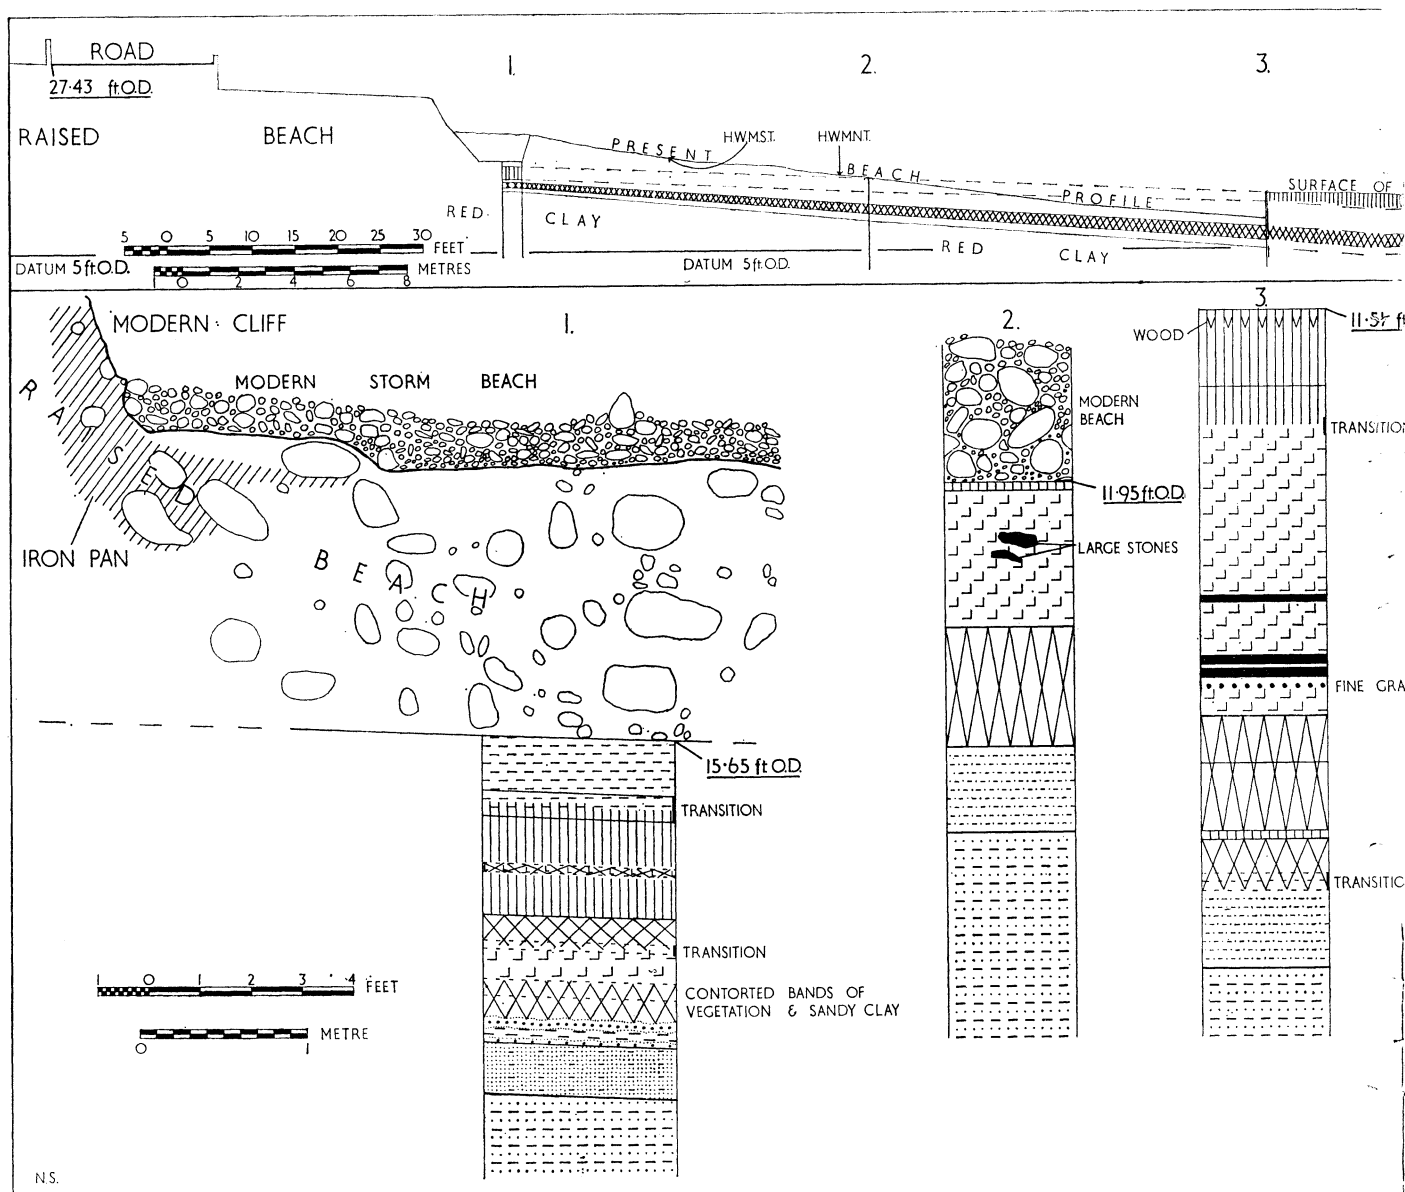 ROAD
27·43 ft.O.D.
RAISED BEACH
1.
2.
3.
PRESENT BEACH PROFILE
HWM.S.T.
HWM.N.T.
SURFACE OF
RED CLAY
RED CLAY
5 0 5 10 15 20 25 30 FEET
DATUM 5ft.O.D.
1 0 2 4 6 8 METRES
DATUM 5ft.O.D.
MODERN CLIFF
1.
2.
3.
MODERN STORM BEACH
RAISED BEACH
IRON PAN
15·65 ft O.D.
TRANSITION
TRANSITION
CONTORTED BANDS OF
VEGETATION & SANDY CLAY
MODERN
BEACH
11·95 ft.O.D.
LARGE STONES
WOOD
TRANSITION
FINE
1 0 1 2 3 4 FEET
0 1 METRE
N.S.